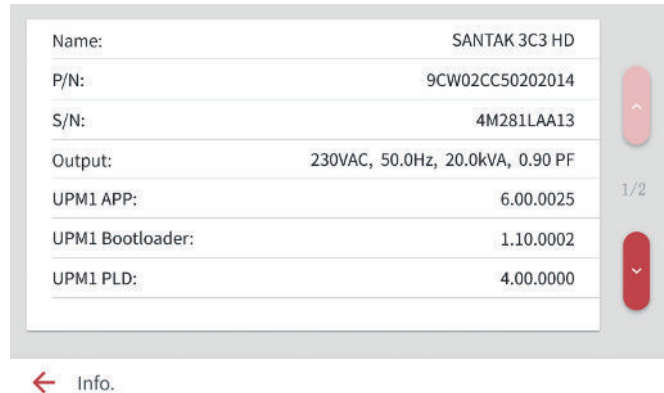 Name: SANTAK 3C3 HD
P/N: 9CW02CC50202014
S/N: 4M281LAA13
Output: 230VAC, 50.0Hz, 20.0kVA, 0.90 PF
UPM1 APP: 6.00.0025
1/2
UPM1 Bootloader: 1.10.0002
UPM1 PLD: 4.00.0000
Info.